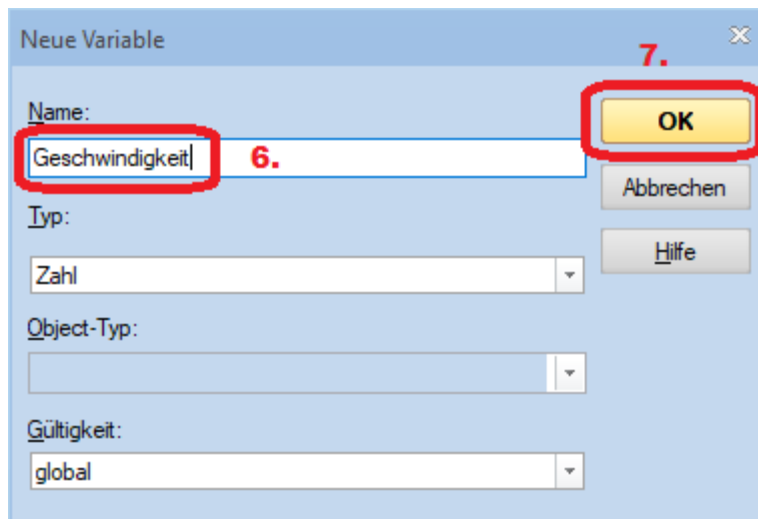 Neue Variable
7.
Name:
OK
Geschwindigkeit
6.
Abbrechen
Typ:
Hilfe
Zahl
Object-Typ:
Gültigkeit:
global